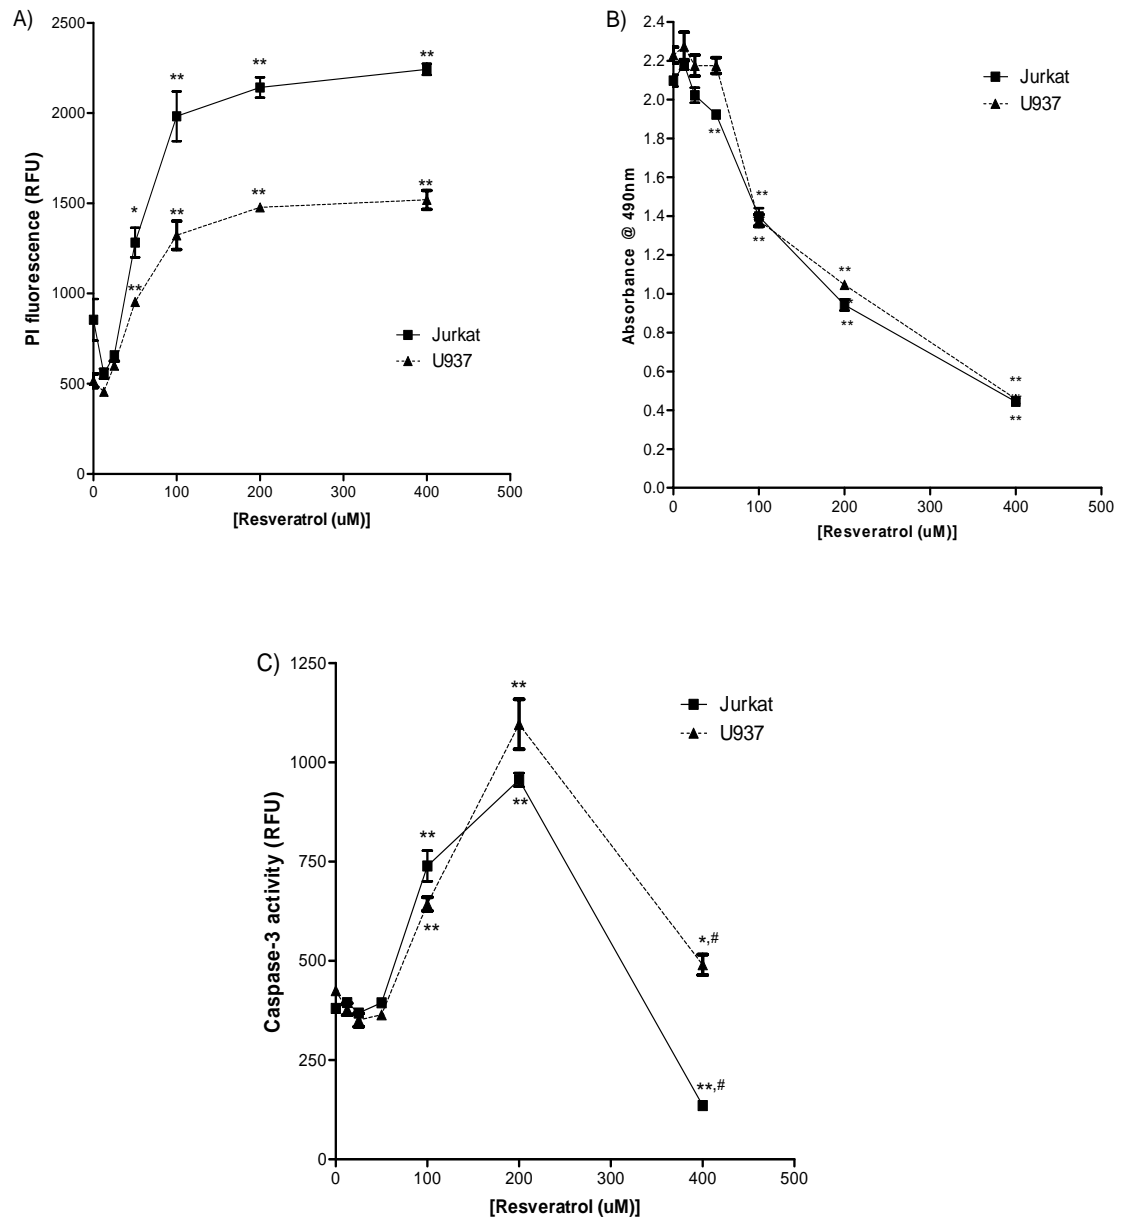 A)
PI fluorescence (RFU)
2500
2000
1500
1000
500
0
** ** **
*
** ** **
**
Jurkat
U937
0 100 200 300 400 500
[Resveratrol (uM)]
B)
Absorbance @ 490nm
2.4
2.2
2.0
1.8
1.6
1.4
1.2
1.0
0.8
0.6
0.4
0.2
0.0
Jurkat
U937
**
**
**
**
**
**
**
0 100 200 300 400 500
[Resveratrol (uM)]
C)
Caspase-3 activity (RFU)
1250
1000
750
500
250
0
**
**
**
**
*,#
**,#
Jurkat
U937
0 100 200 300 400 500
[Resveratrol (uM)]